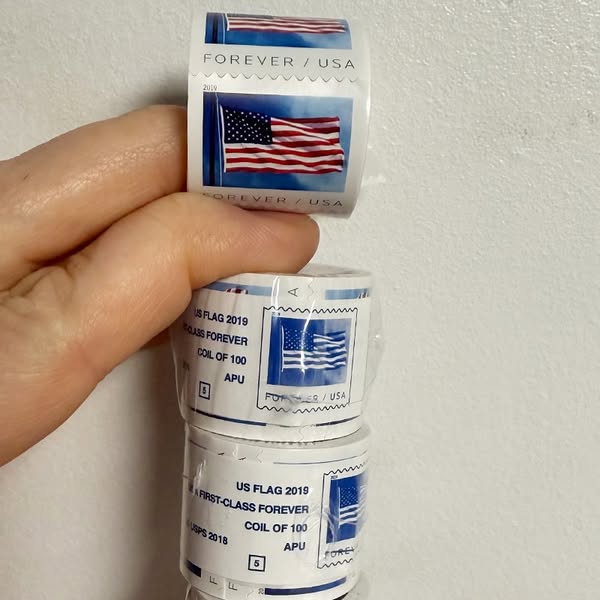 FOREVER / USA
2019
FOREVER / USA
A
US FLAG 2019
CLASS FOREVER
COIL OF 100
APU
5
FOREVER / USA
US FLAG 2019
A FIRST-CLASS FOREVER
COIL OF 100
USPS 2018
APU
5
FOREV
F F